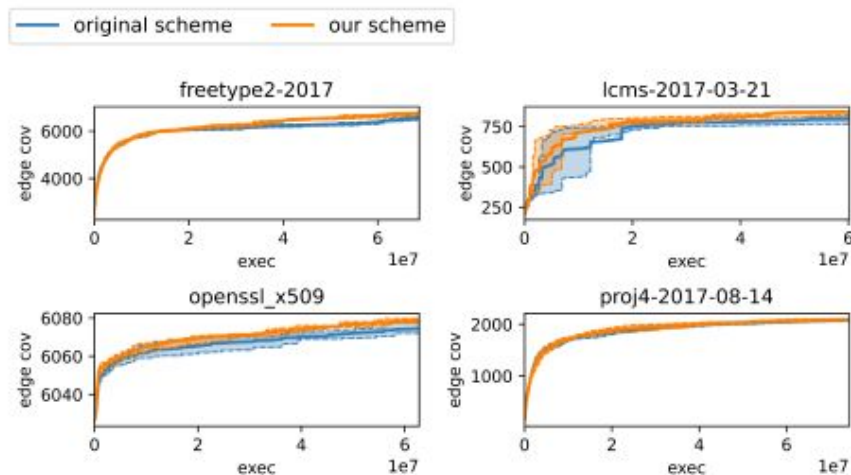 original scheme our scheme
freetype2-2017
6000
4000
edge cov
0 2 4 6
exec 1e7
lcms-2017-03-21
750
500
250
edge cov
0 1 2 3 4 5 6
exec 1e7
openssl_x509
6080
6060
6040
edge cov
0 2 4 6
exec 1e7
proj4-2017-08-14
2000
1000
edge cov
0 2 4 6
exec 1e7